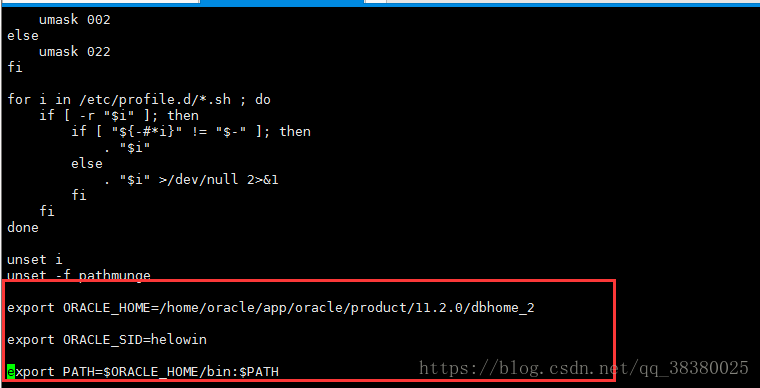 umask 002
else
    umask 022
fi

for i in /etc/profile.d/*.sh ; do
    if [ -r "$i" ]; then
        if [ "${-#*i}" != "$-" ]; then
            . "$i"
        else
            . "$i" >/dev/null 2>&1
        fi
    fi
done

unset i
unset -f pathmunge

export ORACLE_HOME=/home/oracle/app/oracle/product/11.2.0/dbhome_2

export ORACLE_SID=helowin

export PATH=$ORACLE_HOME/bin:$PATH
https://blog.csdn.net/qq_38380025